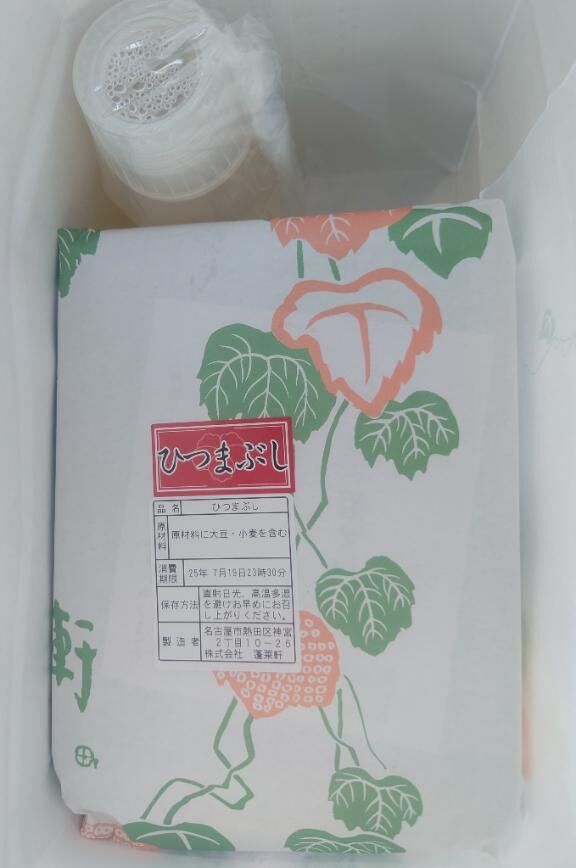 ひつまぶし
品名 ひつまぶし
原材料 原材料に大豆・小麦を含む
消費期限 25年 7月19日23時30分
保存方法 直射日光、高温多湿
を避けお早めにお召
し上がりください。
製造者 名古屋市熱田区神宮
2丁目10-26
株式会社 蓬莱軒
軒